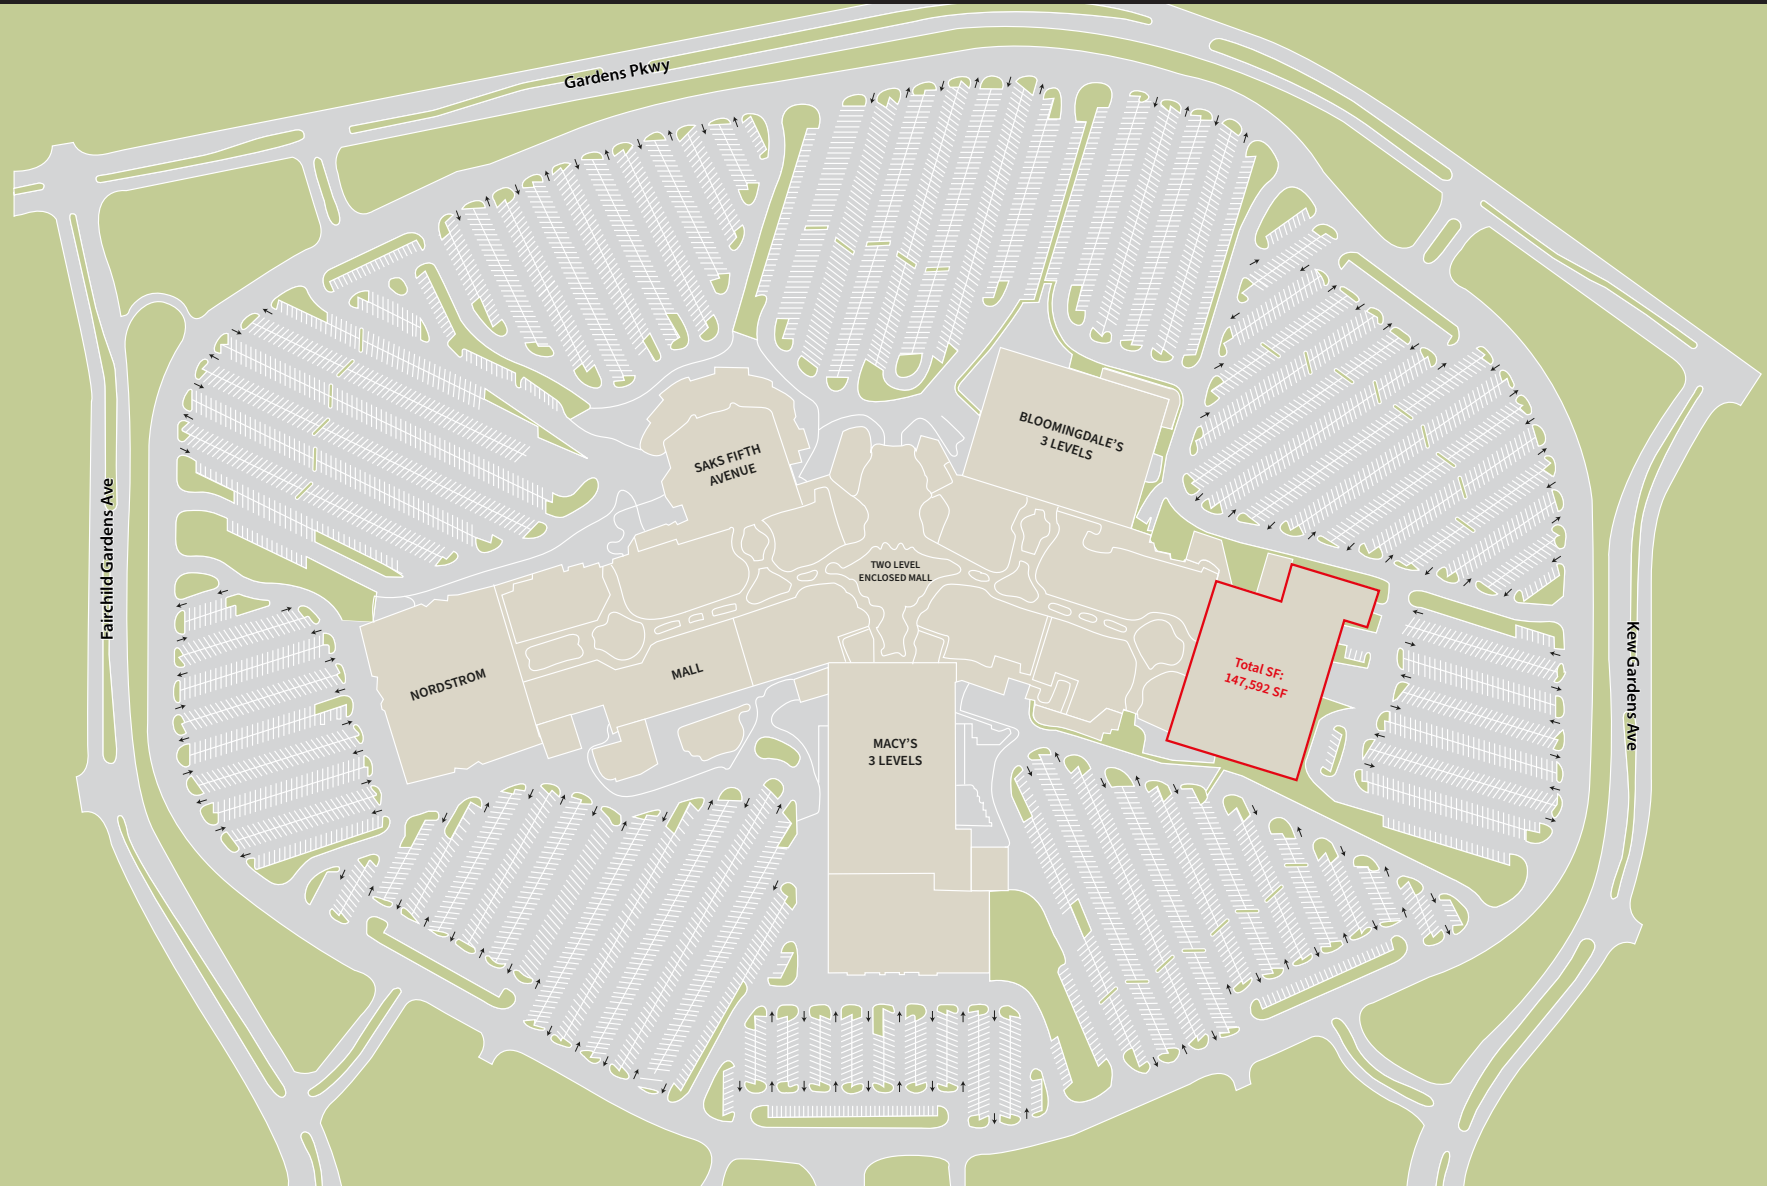 Gardens Pkwy
SAKS FIFTH
AVENUE
BLOOMINGDALE’S
3 LEVELS
Fairchild Gardens Ave
TWO LEVEL
ENCLOSED MALL
NORDSTROM
MALL
Total SF:
147,592 SF
Kew Gardens Ave
MACY’S
3 LEVELS